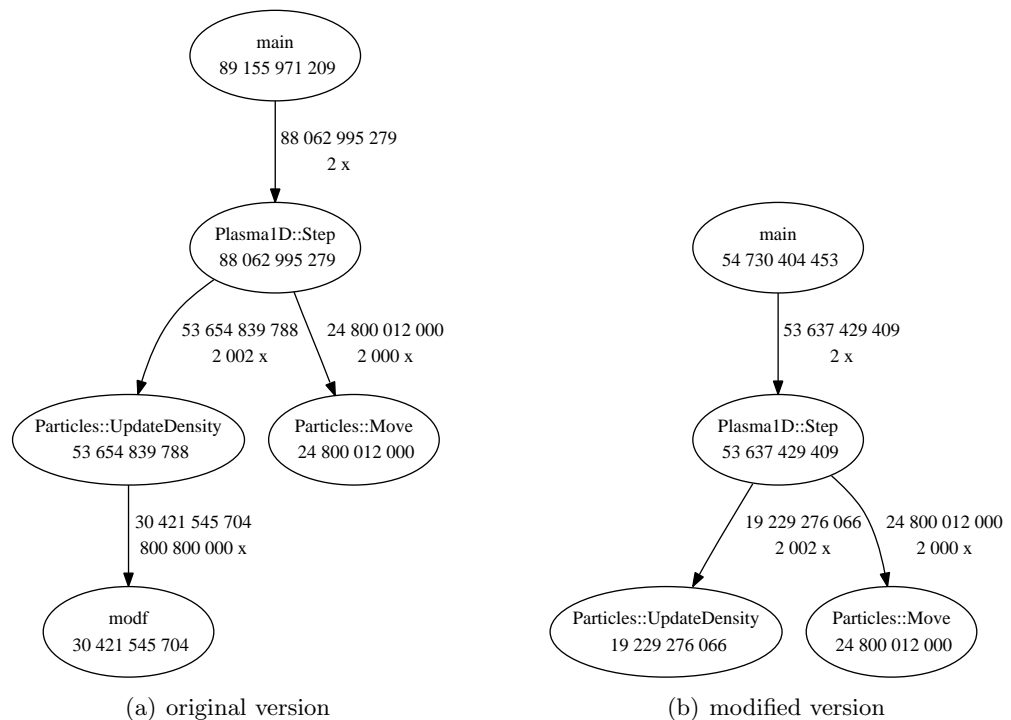 main
89 155 971 209
88 062 995 279
2 x
Plasma1D::Step
88 062 995 279
53 654 839 788
2 002 x
24 800 012 000
2 000 x
Particles::UpdateDensity
53 654 839 788
Particles::Move
24 800 012 000
30 421 545 704
800 800 000 x
modf
30 421 545 704
(a) original version
main
54 730 404 453
53 637 429 409
2 x
Plasma1D::Step
53 637 429 409
19 229 276 066
2 002 x
24 800 012 000
2 000 x
Particles::UpdateDensity
19 229 276 066
Particles::Move
24 800 012 000
(b) modified version